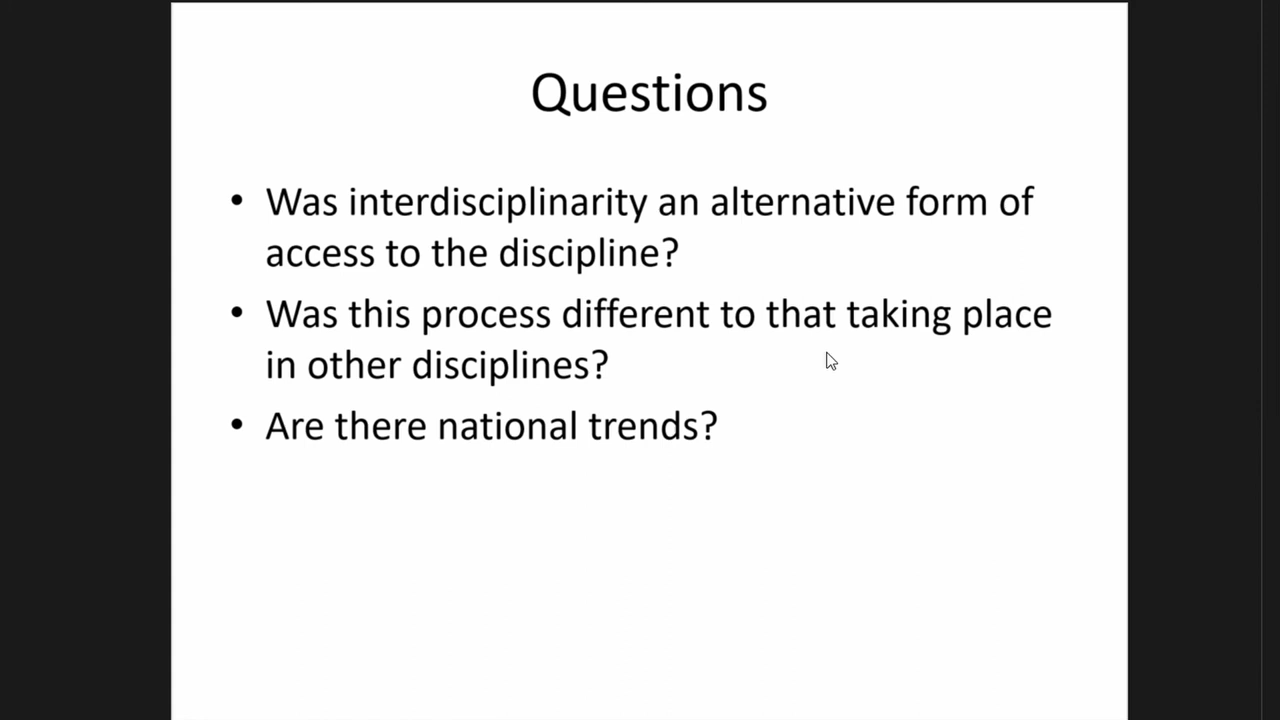 Questions
• Was interdisciplinarity an alternative form of
access to the discipline?
• Was this process different to that taking place
in other disciplines?
• Are there national trends?